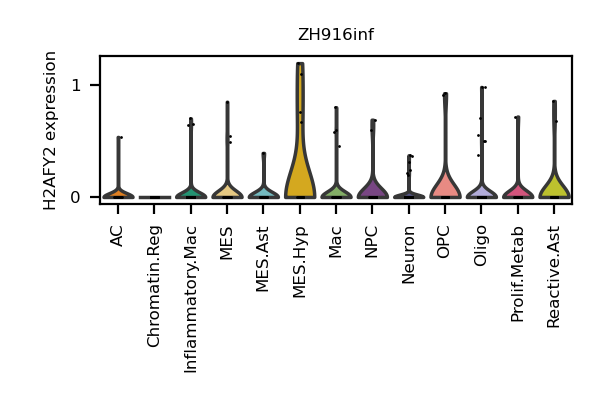 ZH916inf
H2AFY2 expression
1
0
AC
Chromatin.Reg
Inflammatory.Mac
MES
MES.Ast
MES.Hyp
Mac
NPC
Neuron
OPC
Oligo
Prolif.Metab
Reactive.Ast